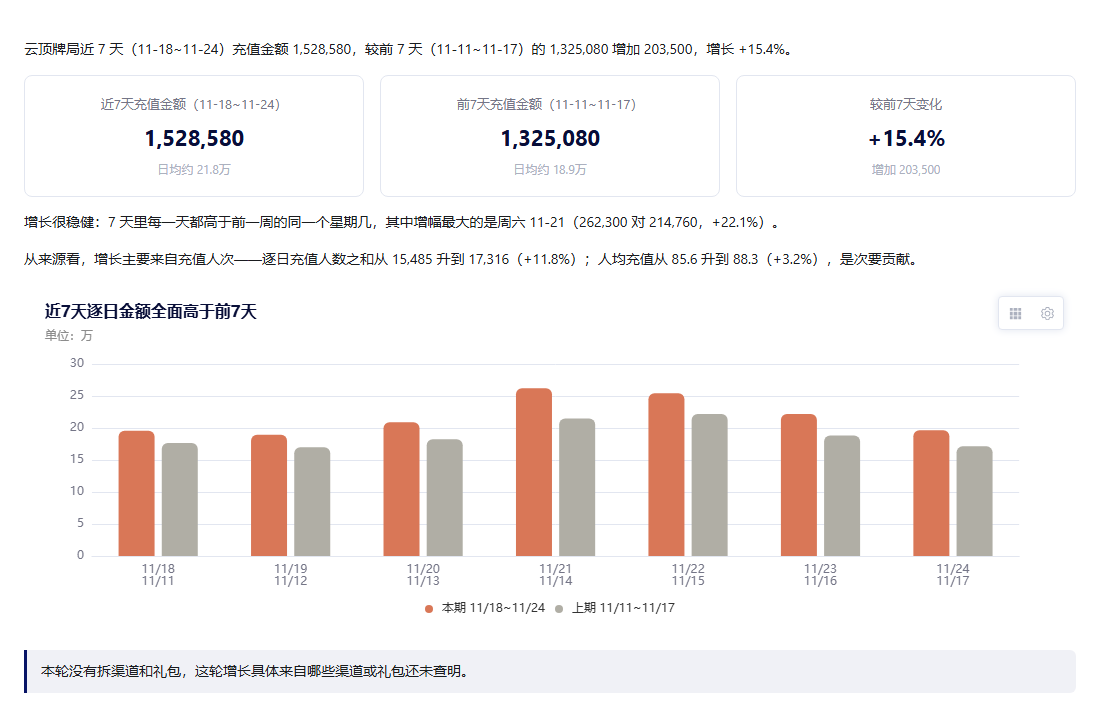 云顶牌局近 7 天（11-18~11-24）充值金额 1,528,580，较前 7 天（11-11~11-17）的 1,325,080 增加 203,500，增长 +15.4%。
近7天充值金额（11-18~11-24）
1,528,580
日均约 21.8万
前7天充值金额（11-11~11-17）
1,325,080
日均约 18.9万
较前7天变化
+15.4%
增加 203,500
增长很稳健：7 天里每一天都高于前一周的同一个星期几，其中增幅最大的是周六 11-21（262,300 对 214,760，+22.1%）。
从来源看，增长主要来自充值人次——逐日充值人数之和从 15,485 升到 17,316（+11.8%）；人均充值从 85.6 升到 88.3（+3.2%），是次要贡献。
近7天逐日金额全面高于前7天
单位：万
30
25
20
15
10
5
0
11/18 11/19 11/20 11/21 11/22 11/23 11/24
11/11 11/12 11/13 11/14 11/15 11/16 11/17
本期 11/18~11/24 上期 11/11~11/17
本轮没有拆渠道和礼包，这轮增长具体来自哪些渠道或礼包还未查明。